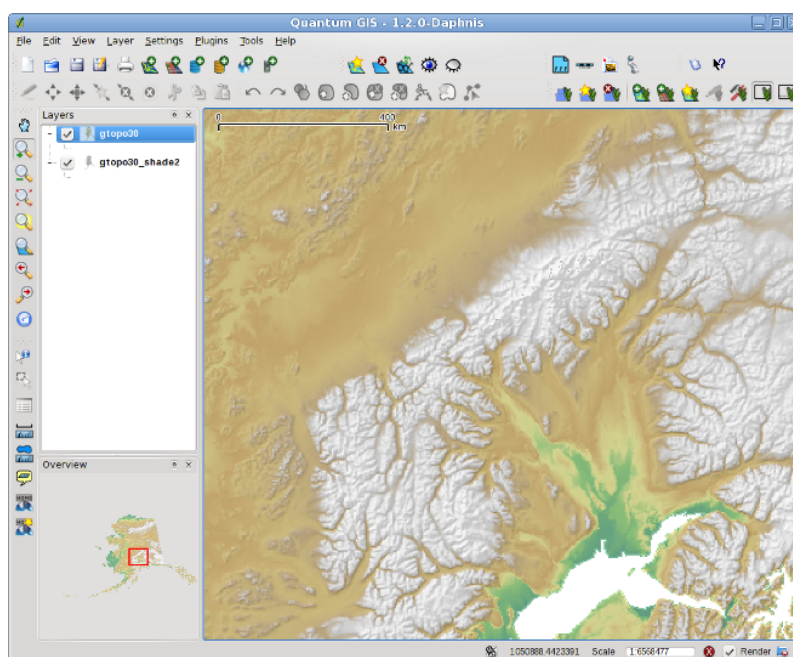 Quantum GIS - 1.2.0-Daphnis
File Edit View Layer Settings Plugins Tools Help
Layers
0 400
km
gtopo30
gtopo30_shade2
Overview
1050888,4423391 Scale 1:6568477 Render